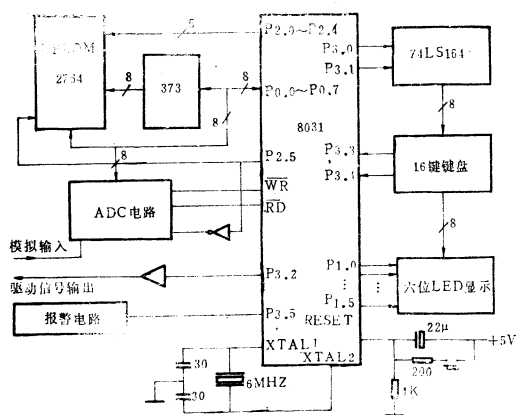 5
P2.0～P2.4
P3.0
P3.1
74LS164
2764
8
373
8
P0.0～P0.7
8
8031
8
8
P2.5
P3.3
P3.4
16键键盘
WR
RD
ADC电路
8
模拟输入
P1.0
驱动信号输出
P3.2
P1.5
六位LED显示
报警电路
P3.5
RESET
22μ
+5V
XTAL1
XTAL2
30
200
6MHZ
1K
30